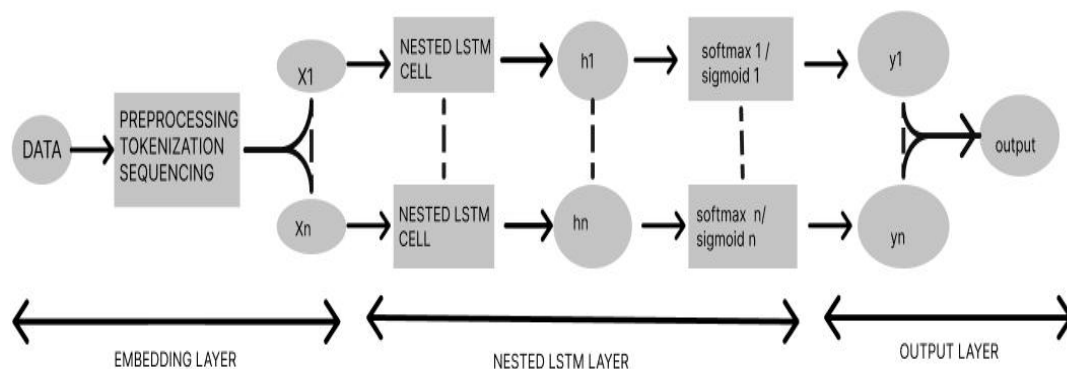 DATA
PREPROCESSING
TOKENIZATION
SEQUENCING
X1
NESTED LSTM
CELL
h1
softmax 1 /
sigmoid 1
y1
output
Xn
NESTED LSTM
CELL
hn
softmax n/
sigmoid n
yn
EMBEDDING LAYER
NESTED LSTM LAYER
OUTPUT LAYER